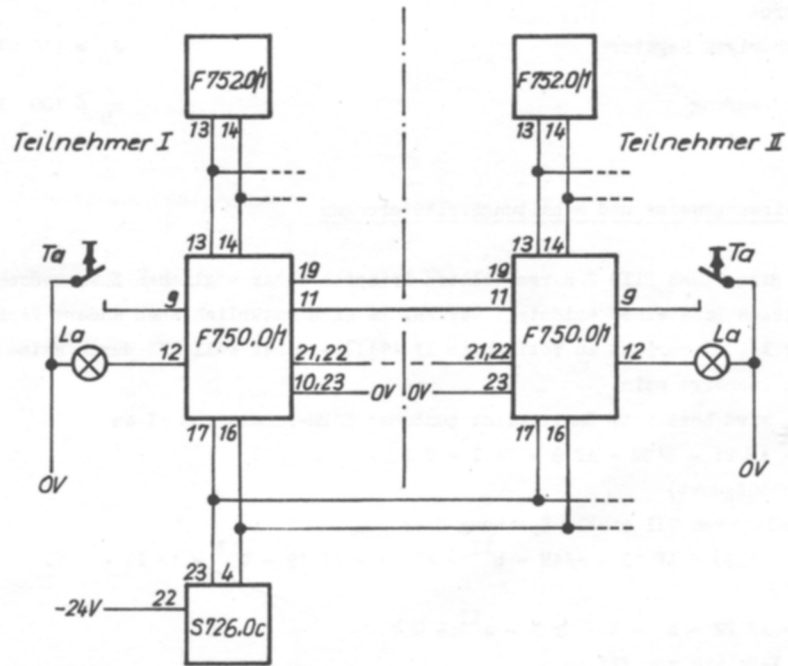 F752.0/1 F752.0/1
13 14 13 14
Teilnehmer I Teilnehmer II
Ta 13 14 13 14 Ta
19 19
9 11 11 9
F750.0/1 F750.0/1
La La
12 21,22 21,22 12
10,23 0V 0V 23
17 16 17 16
0V 0V
23 4
-24V 22
S726.0c